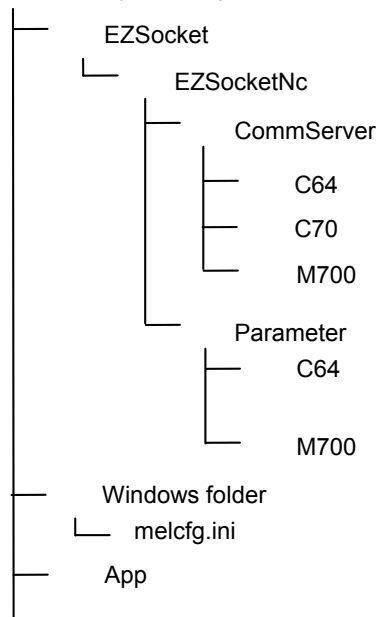 EZSocket
EZSocketNc
CommServer
C64
C70
M700
Parameter
C64
M700
Windows folder
melcfg.ini
App